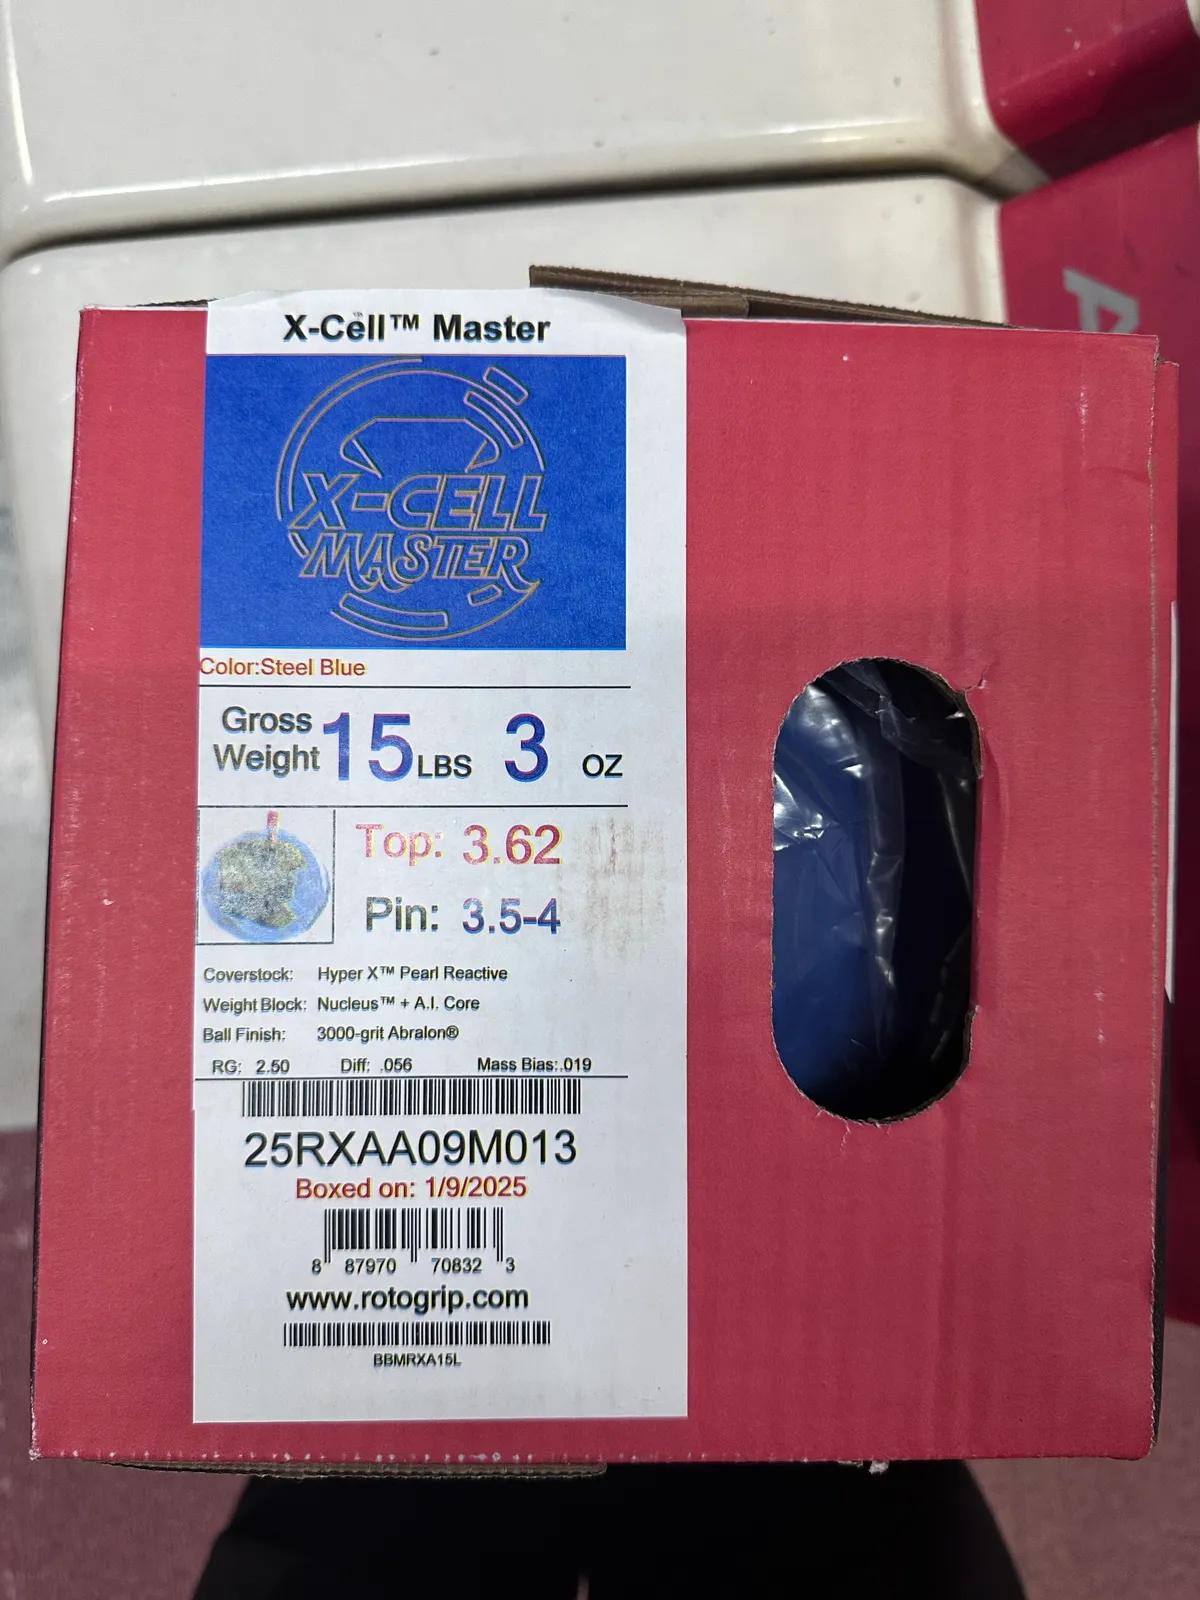 X-Cell™ Master
X-CELL
MASTER
Color:Steel Blue
Gross Weight 15 LBS 3 OZ
Top: 3.62
Pin: 3.5-4
Coverstock: Hyper X™ Pearl Reactive
Weight Block: Nucleus™ + A.I. Core
Ball Finish: 3000-grit Abralon®
RG: 2.50 Diff: .056 Mass Bias:.019
25RXAA09M013
Boxed on: 1/9/2025
8 87970 70832 3
www.rotogrip.com
BBMRXA15L
A